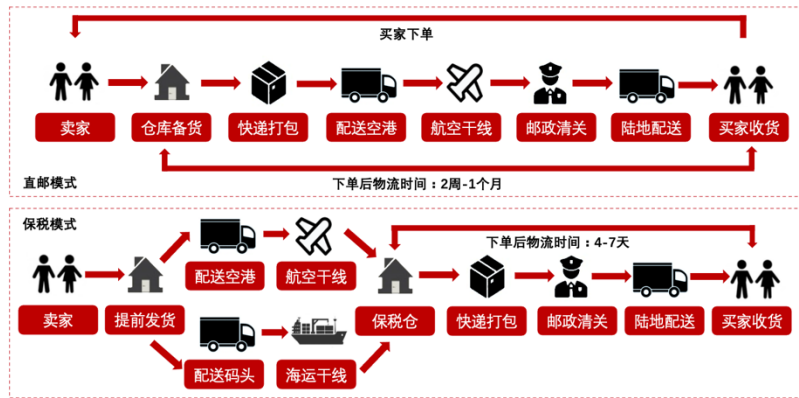 买家下单
卖家
仓库备货
快递打包
配送空港
航空干线
邮政清关
陆地配送
买家收货
直邮模式
下单后物流时间：2周-1个月
保税模式
下单后物流时间：4-7天
配送空港
航空干线
卖家
提前发货
保税仓
快递打包
邮政清关
陆地配送
买家收货
配送码头
海运干线